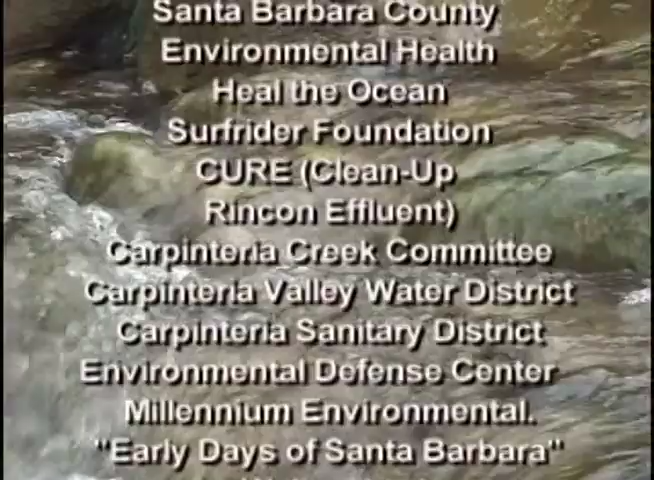 Santa Barbara County
Environmental Health
Heal the Ocean
Surfrider Foundation
CURE (Clean-Up
Rincon Effluent)
Carpinteria Creek Committee
Carpinteria Valley Water District
Carpinteria Sanitary District
Environmental Defense Center
Millennium Environmental.
"Early Days of Santa Barbara"